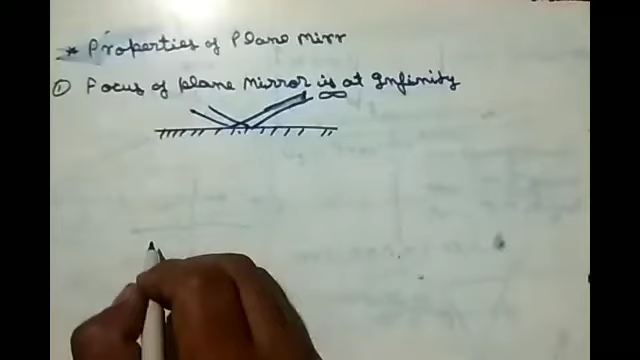 * Properties of Plane Mirr
① Focus of plane mirror is at Infinity
∞